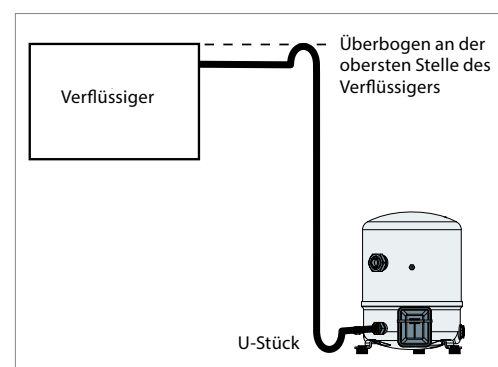 Überbogen an der
obersten Stelle des
Verflüssigers
Verflüssiger
U-Stück